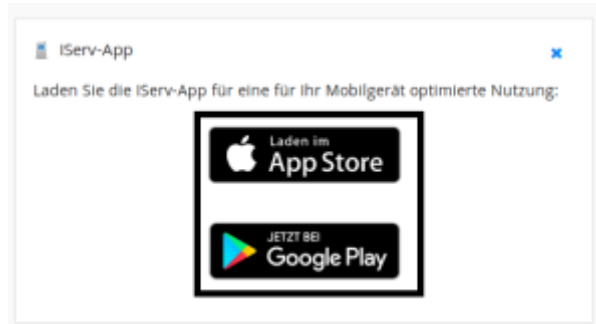 IServ-App
Laden Sie die IServ-App für eine für Ihr Mobilgerät optimierte Nutzung:
Laden im
App Store
JETZT BEI
Google Play